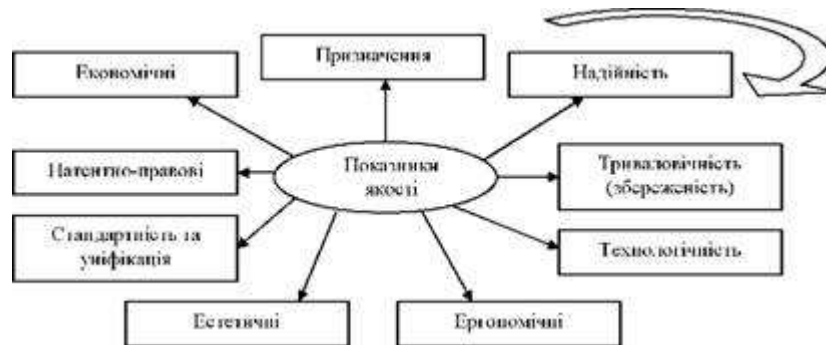 Призначення
Економічні
Надійність
Показники
якості
Патентно-правові
Триваловічність
(збереженість)
Стандартність та
уніфікація
Технологічність
Естетичні
Ергономічні